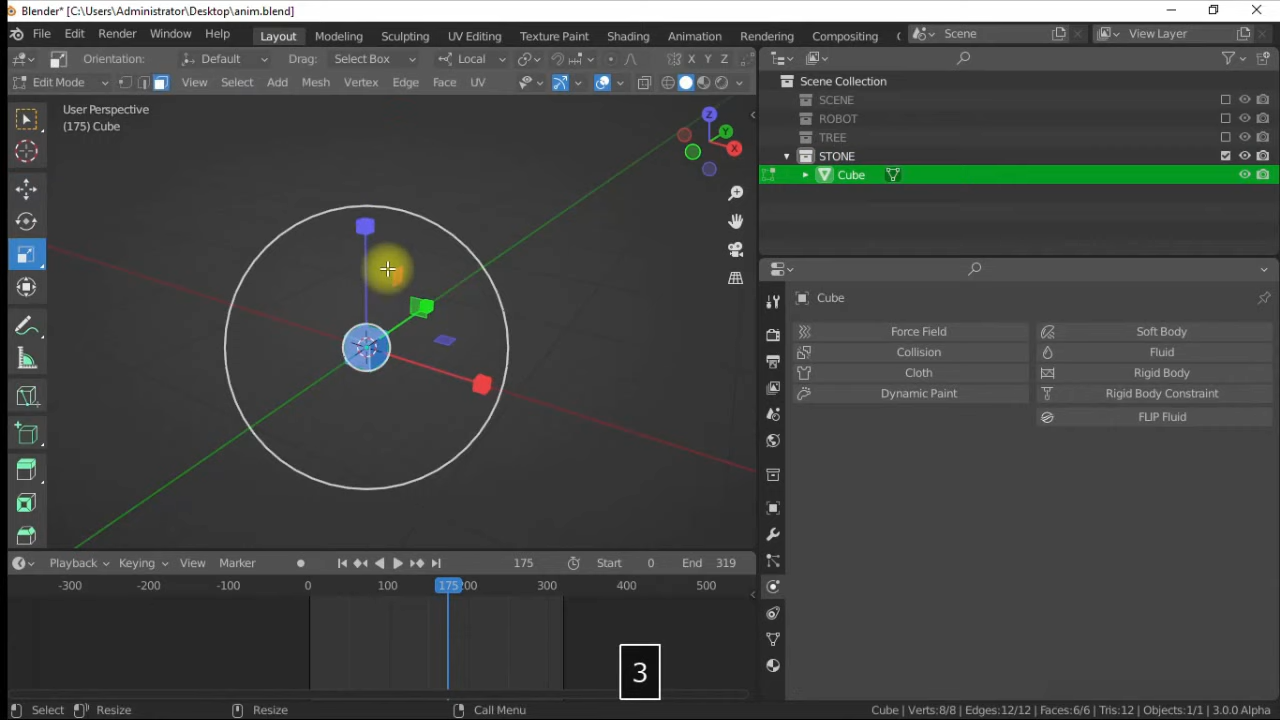 Blender* [C:\Users\Administrator\Desktop\anim.blend]
File Edit Render Window Help Layout Modeling Sculpting UV Editing Texture Paint Shading Animation Rendering Compositing Scene View Layer
Orientation: Default Drag: Select Box Local X Y Z
Edit Mode View Select Add Mesh Vertex Edge Face UV
User Perspective
(175) Cube
Z
Y
X
Scene Collection
SCENE
ROBOT
TREE
STONE
Cube
Cube
Force Field Soft Body
Collision Fluid
Cloth Rigid Body
Dynamic Paint Rigid Body Constraint
FLIP Fluid
Playback Keying View Marker 175 Start 0 End 319
-300 -200 -100 0 100 175 200 300 400 500
3
Select Resize Resize Call Menu Cube | Verts:8/8 | Edges:12/12 | Faces:6/6 | Tris:12 | Objects:1/1 | 3.0.0 Alpha